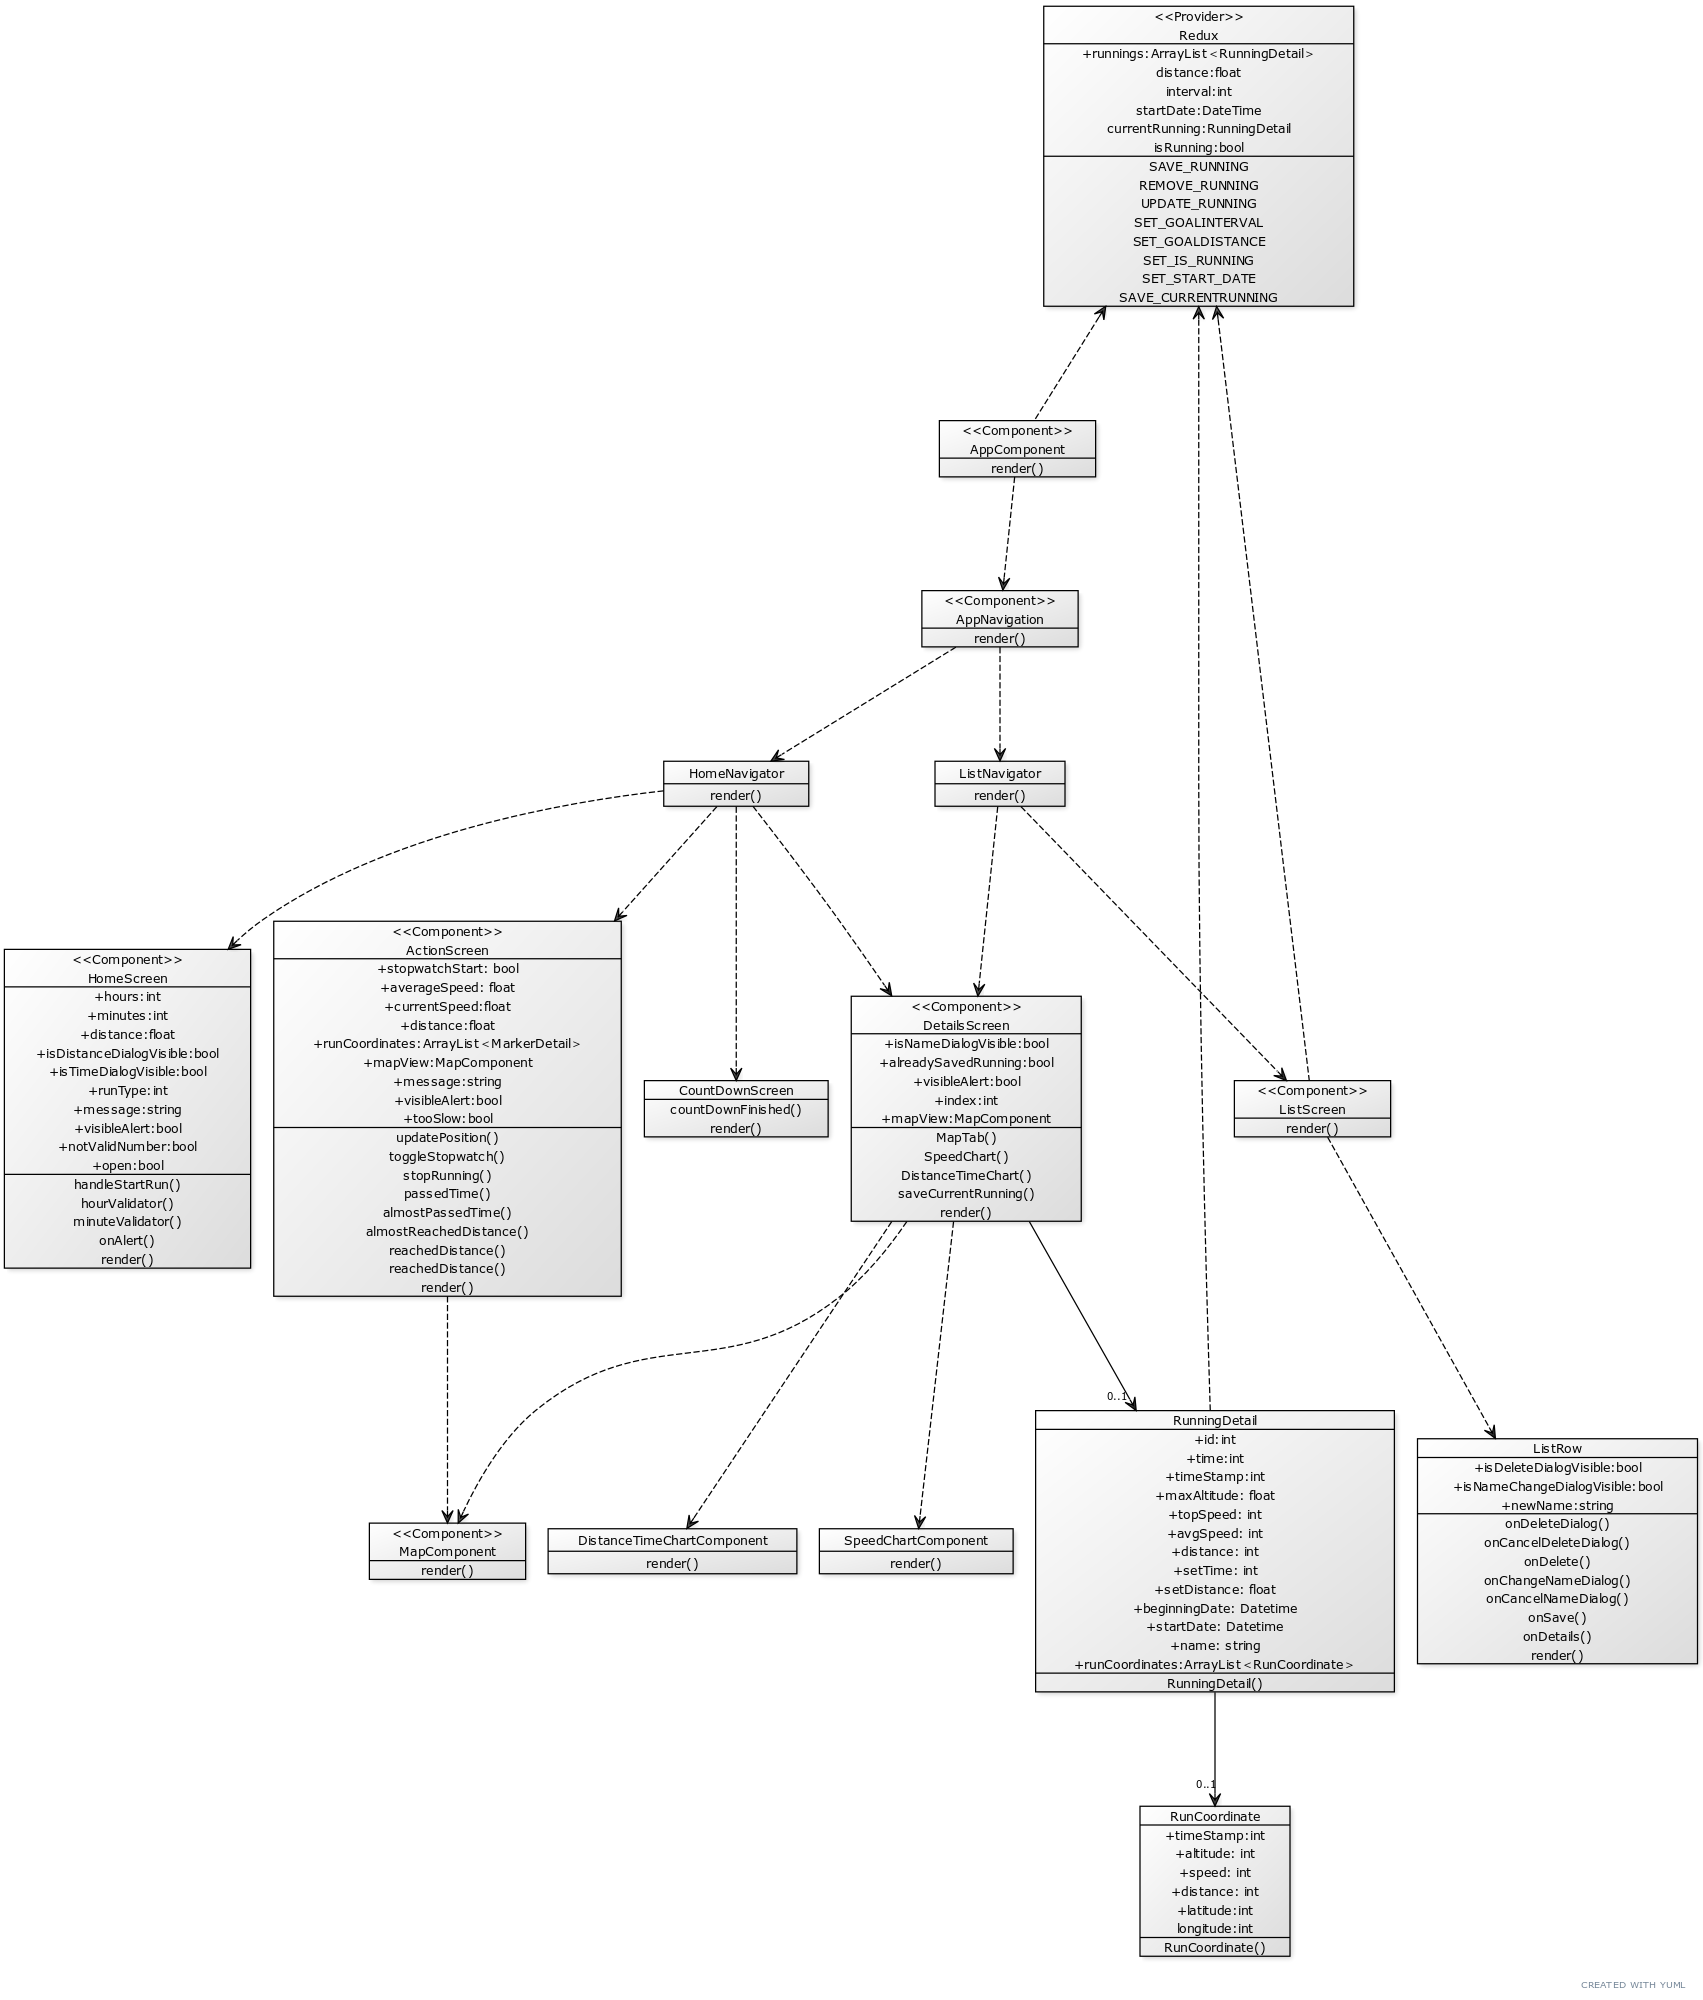 <<Provider>>
Redux
+runnings:ArrayList<RunningDetail>
distance:float
interval:int
startDate:DateTime
currentRunning:RunningDetail
isRunning:bool
SAVE_RUNNING
REMOVE_RUNNING
UPDATE_RUNNING
SET_GOALINTERVAL
SET_GOALDISTANCE
SET_IS_RUNNING
SET_START_DATE
SAVE_CURRENTRUNNING
<<Component>>
AppComponent
render()
<<Component>>
AppNavigation
render()
HomeNavigator
render()
ListNavigator
render()
<<Component>>
HomeScreen
+hours:int
+minutes:int
+distance:float
+isDistanceDialogVisible:bool
+isTimeDialogVisible:bool
+runType:int
+message:string
+visibleAlert:bool
+notValidNumber:bool
+open:bool
handleStartRun()
hourValidator()
minuteValidator()
onAlert()
render()
<<Component>>
ActionScreen
+stopwatchStart: bool
+averageSpeed: float
+currentSpeed:float
+distance:float
+runCoordinates:ArrayList<MarkerDetail>
+mapView:MapComponent
+message:string
+visibleAlert:bool
+tooSlow:bool
updatePosition()
toggleStopwatch()
stopRunning()
passedTime()
almostPassedTime()
almostReachedDistance()
reachedDistance()
reachedDistance()
render()
CountDownScreen
countDownFinished()
render()
<<Component>>
DetailsScreen
+isNameDialogVisible:bool
+alreadySavedRunning:bool
+visibleAlert:bool
+index:int
+mapView:MapComponent
MapTab()
SpeedChart()
DistanceTimeChart()
saveCurrentRunning()
render()
<<Component>>
ListScreen
render()
0..1
<<Component>>
MapComponent
render()
DistanceTimeChartComponent
render()
SpeedChartComponent
render()
RunningDetail
+id:int
+time:int
+timeStamp:int
+maxAltitude: float
+topSpeed: int
+avgSpeed: int
+distance: int
+setTime: int
+setDistance: float
+beginningDate: Datetime
+startDate: Datetime
+name: string
+runCoordinates:ArrayList<RunCoordinate>
RunningDetail()
ListRow
+isDeleteDialogVisible:bool
+isNameChangeDialogVisible:bool
+newName:string
onDeleteDialog()
onCancelDeleteDialog()
onDelete()
onChangeNameDialog()
onCancelNameDialog()
onSave()
onDetails()
render()
0..1
RunCoordinate
+timeStamp:int
+altitude: int
+speed: int
+distance: int
+latitude:int
longitude:int
RunCoordinate()
CREATED WITH YUML